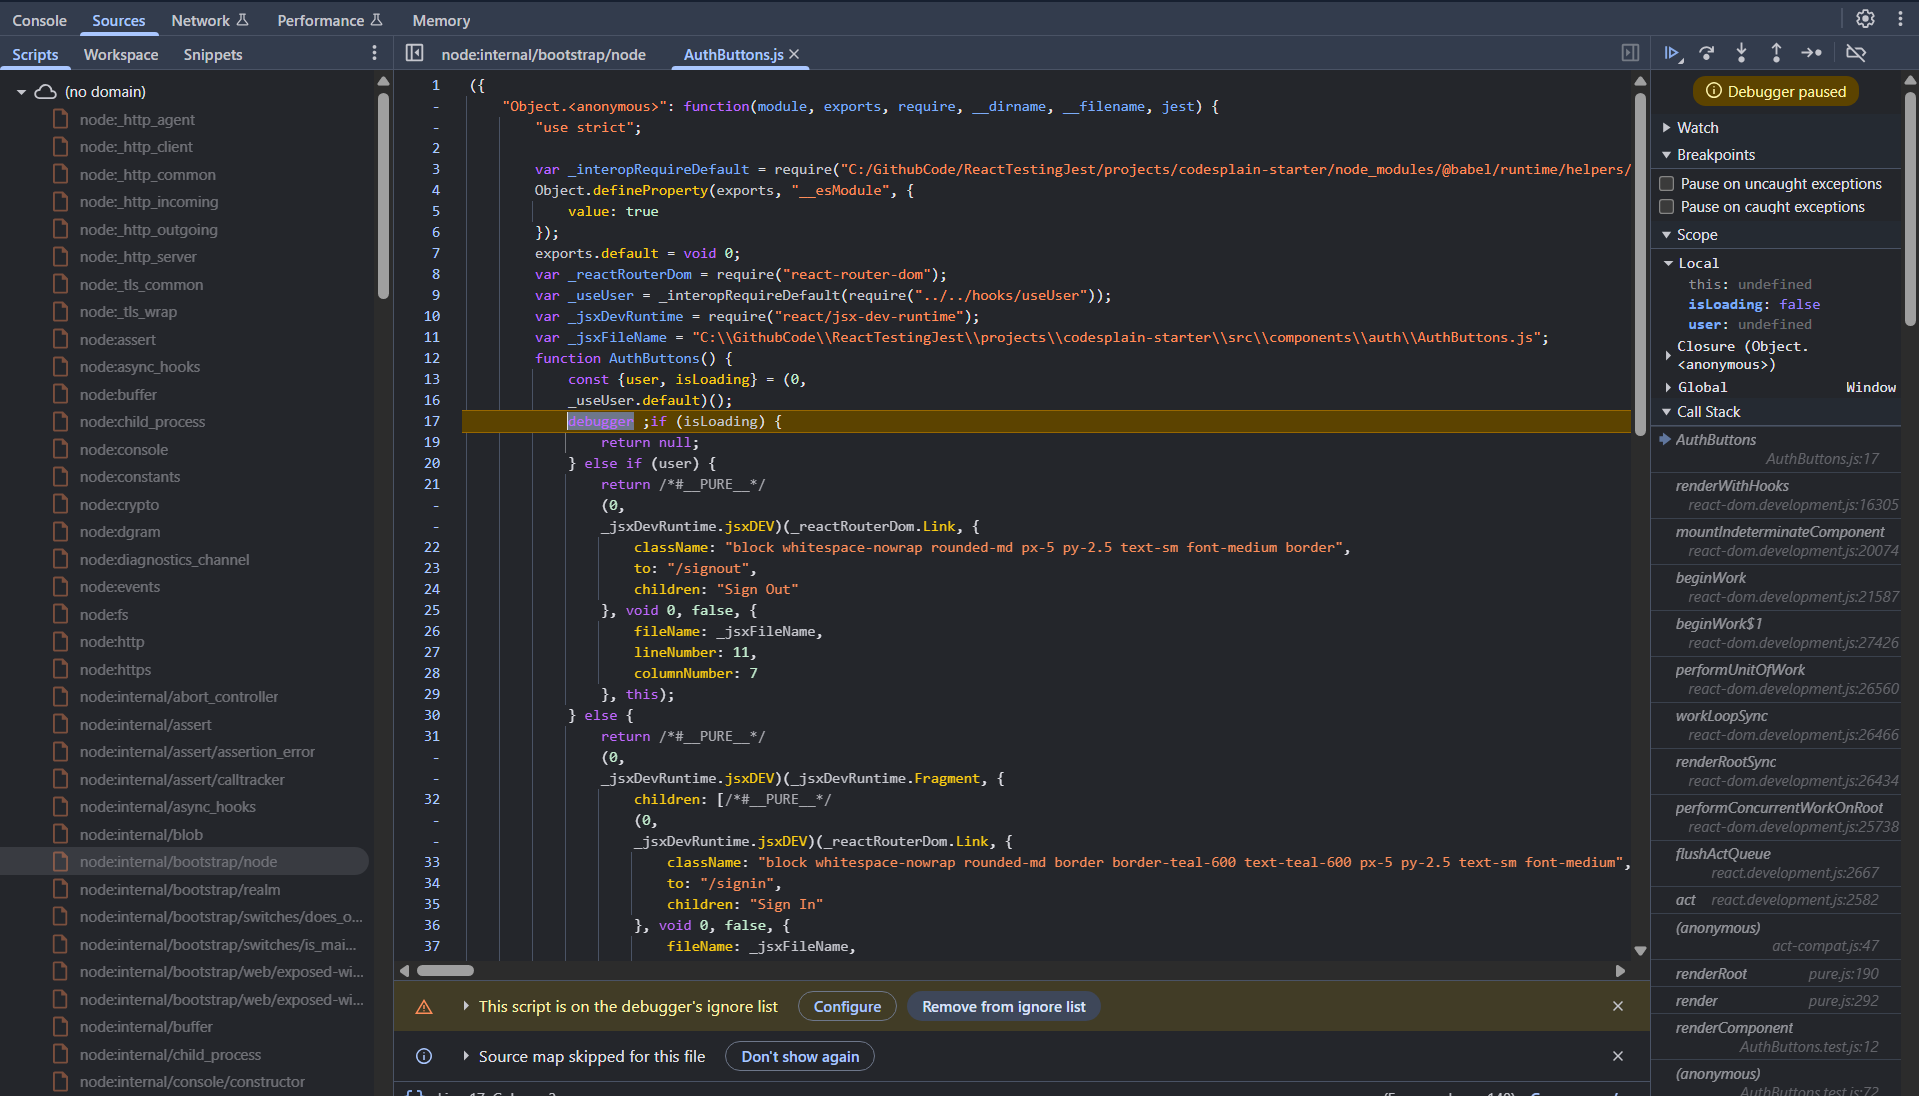 Console
Sources
Network
Performance
Memory
Scripts
Workspace
Snippets
node:internal/bootstrap/node
AuthButtons.js
(no domain)
node:_http_agent
node:_http_client
node:_http_common
node:_http_incoming
node:_http_outgoing
node:_http_server
node:_tls_common
node:_tls_wrap
node:assert
node:async_hooks
node:buffer
node:child_process
node:console
node:constants
node:crypto
node:dgram
node:diagnostics_channel
node:events
node:fs
node:http
node:https
node:internal/abort_controller
node:internal/assert
node:internal/assert/assertion_error
node:internal/assert/calltracker
node:internal/async_hooks
node:internal/blob
node:internal/bootstrap/node
node:internal/bootstrap/realm
node:internal/bootstrap/switches/does_o...
node:internal/bootstrap/switches/is_mai...
node:internal/bootstrap/web/exposed-wi...
node:internal/bootstrap/web/exposed-wi...
node:internal/buffer
node:internal/child_process
node:internal/console/constructor
1 ({
- "Object.<anonymous>": function(module, exports, require, __dirname, __filename, jest) {
- "use strict";
2
3 var _interopRequireDefault = require("C:/GithubCode/ReactTestingJest/projects/codesplain-starter/node_modules/@babel/runtime/helpers/
4 Object.defineProperty(exports, "__esModule", {
5 value: true
6 });
7 exports.default = void 0;
8 var _reactRouterDom = require("react-router-dom");
9 var _useUser = _interopRequireDefault(require("../../hooks/useUser"));
10 var _jsxDevRuntime = require("react/jsx-dev-runtime");
11 var _jsxFileName = "C:\\GithubCode\\ReactTestingJest\\projects\\codesplain-starter\\src\\components\\auth\\AuthButtons.js";
12 function AuthButtons() {
13 const {user, isLoading} = (0,
16 _useUser.default)();
17 debugger ;if (isLoading) {
19 return null;
20 } else if (user) {
21 return /*#__PURE__*/
- (0,
- _jsxDevRuntime.jsxDEV)(_reactRouterDom.Link, {
22 className: "block whitespace-nowrap rounded-md px-5 py-2.5 text-sm font-medium border",
23 to: "/signout",
24 children: "Sign Out"
25 }, void 0, false, {
26 fileName: _jsxFileName,
27 lineNumber: 11,
28 columnNumber: 7
29 }, this);
30 } else {
31 return /*#__PURE__*/
- (0,
- _jsxDevRuntime.jsxDEV)(_jsxDevRuntime.Fragment, {
32 children: [/*#__PURE__*/
- (0,
- _jsxDevRuntime.jsxDEV)(_reactRouterDom.Link, {
33 className: "block whitespace-nowrap rounded-md border border-teal-600 text-teal-600 px-5 py-2.5 text-sm font-medium",
34 to: "/signin",
35 children: "Sign In"
36 }, void 0, false, {
37 fileName: _jsxFileName,
This script is on the debugger's ignore list
Configure
Remove from ignore list
Source map skipped for this file
Don't show again
Debugger paused
Watch
Breakpoints
Pause on uncaught exceptions
Pause on caught exceptions
Scope
Local
this: undefined
isLoading: false
user: undefined
Closure (Object.
<anonymous>)
Global Window
Call Stack
AuthButtons
AuthButtons.js:17
renderWithHooks
react-dom.development.js:16305
mountIndeterminateComponent
react-dom.development.js:20074
beginWork
react-dom.development.js:21587
beginWork$1
react-dom.development.js:27426
performUnitOfWork
react-dom.development.js:26560
workLoopSync
react-dom.development.js:26466
renderRootSync
react-dom.development.js:26434
performConcurrentWorkOnRoot
react-dom.development.js:25738
flushActQueue
react.development.js:2667
act react.development.js:2582
(anonymous)
act-compat.js:47
renderRoot pure.js:190
render pure.js:292
renderComponent
AuthButtons.test.js:12
(anonymous)
AuthButtons.test.js:72